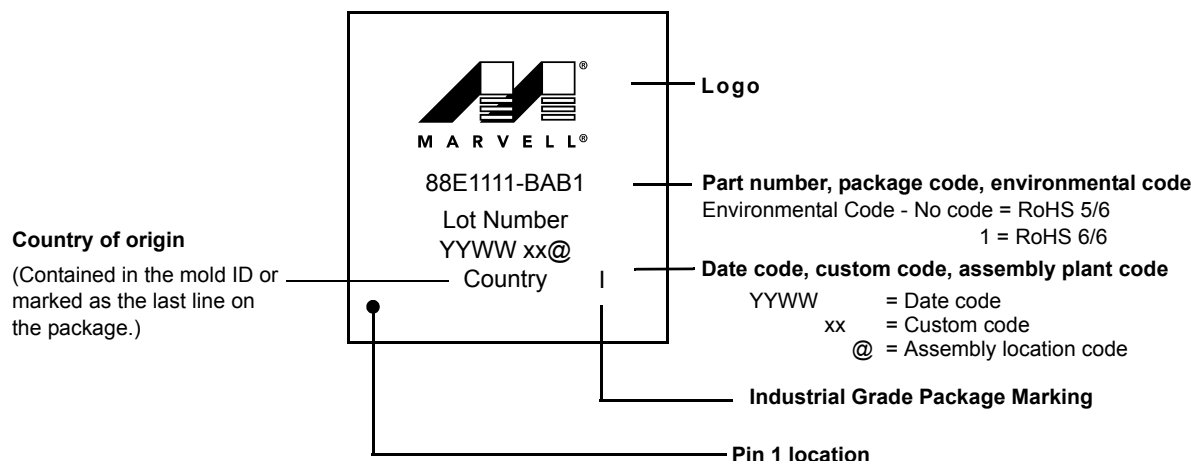 ®
M A R V E L L®
Logo
88E1111-BAB1
Part number, package code, environmental code
Environmental Code - No code = RoHS 5/6
1 = RoHS 6/6
Lot Number
YYWW xx@
Country I
Country of origin
(Contained in the mold ID or
marked as the last line on
the package.)
Date code, custom code, assembly plant code
YYWW = Date code
xx = Custom code
@ = Assembly location code
Industrial Grade Package Marking
Pin 1 location